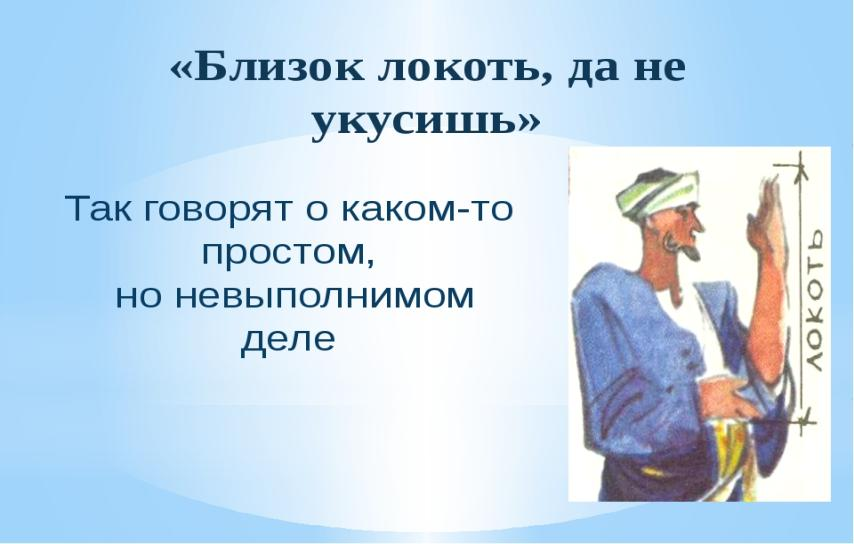 «Близок локоть, да не
укусишь»
Так говорят о каком-то
простом,
но невыполнимом
деле
ЛОКОТЬ